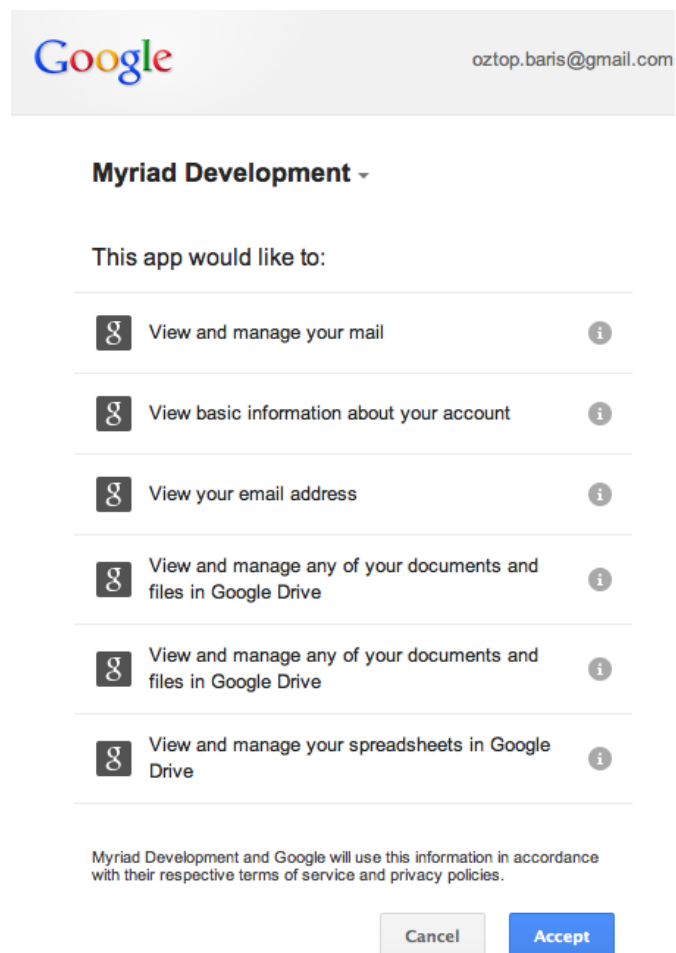 Google
oztop.baris@gmail.com
Myriad Development
This app would like to:
View and manage your mail
View basic information about your account
View your email address
View and manage any of your documents and
files in Google Drive
View and manage any of your documents and
files in Google Drive
View and manage your spreadsheets in Google
Drive
Myriad Development and Google will use this information in accordance
with their respective terms of service and privacy policies.
Cancel
Accept